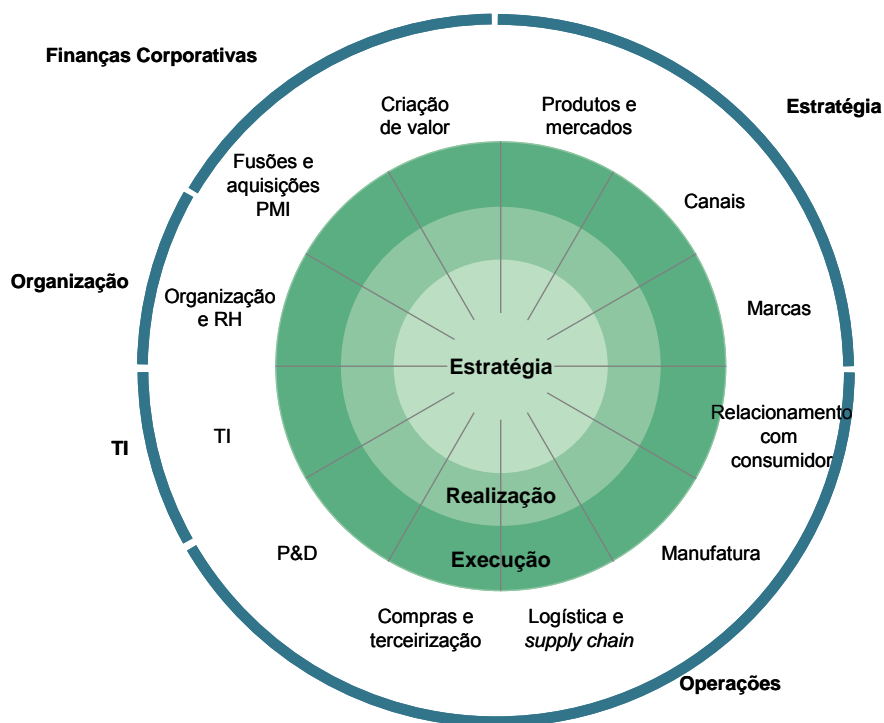 Finanças Corporativas
Estratégia
Criação
de valor
Produtos e
mercados
Fusões e
aquisições
PMI
Canais
Organização
Organização
e RH
Marcas
Estratégia
TI
TI
Relacionamento
com
consumidor
Realização
P&D
Execução
Manufatura
Compras e
terceirização
Logística e
supply chain
Operações